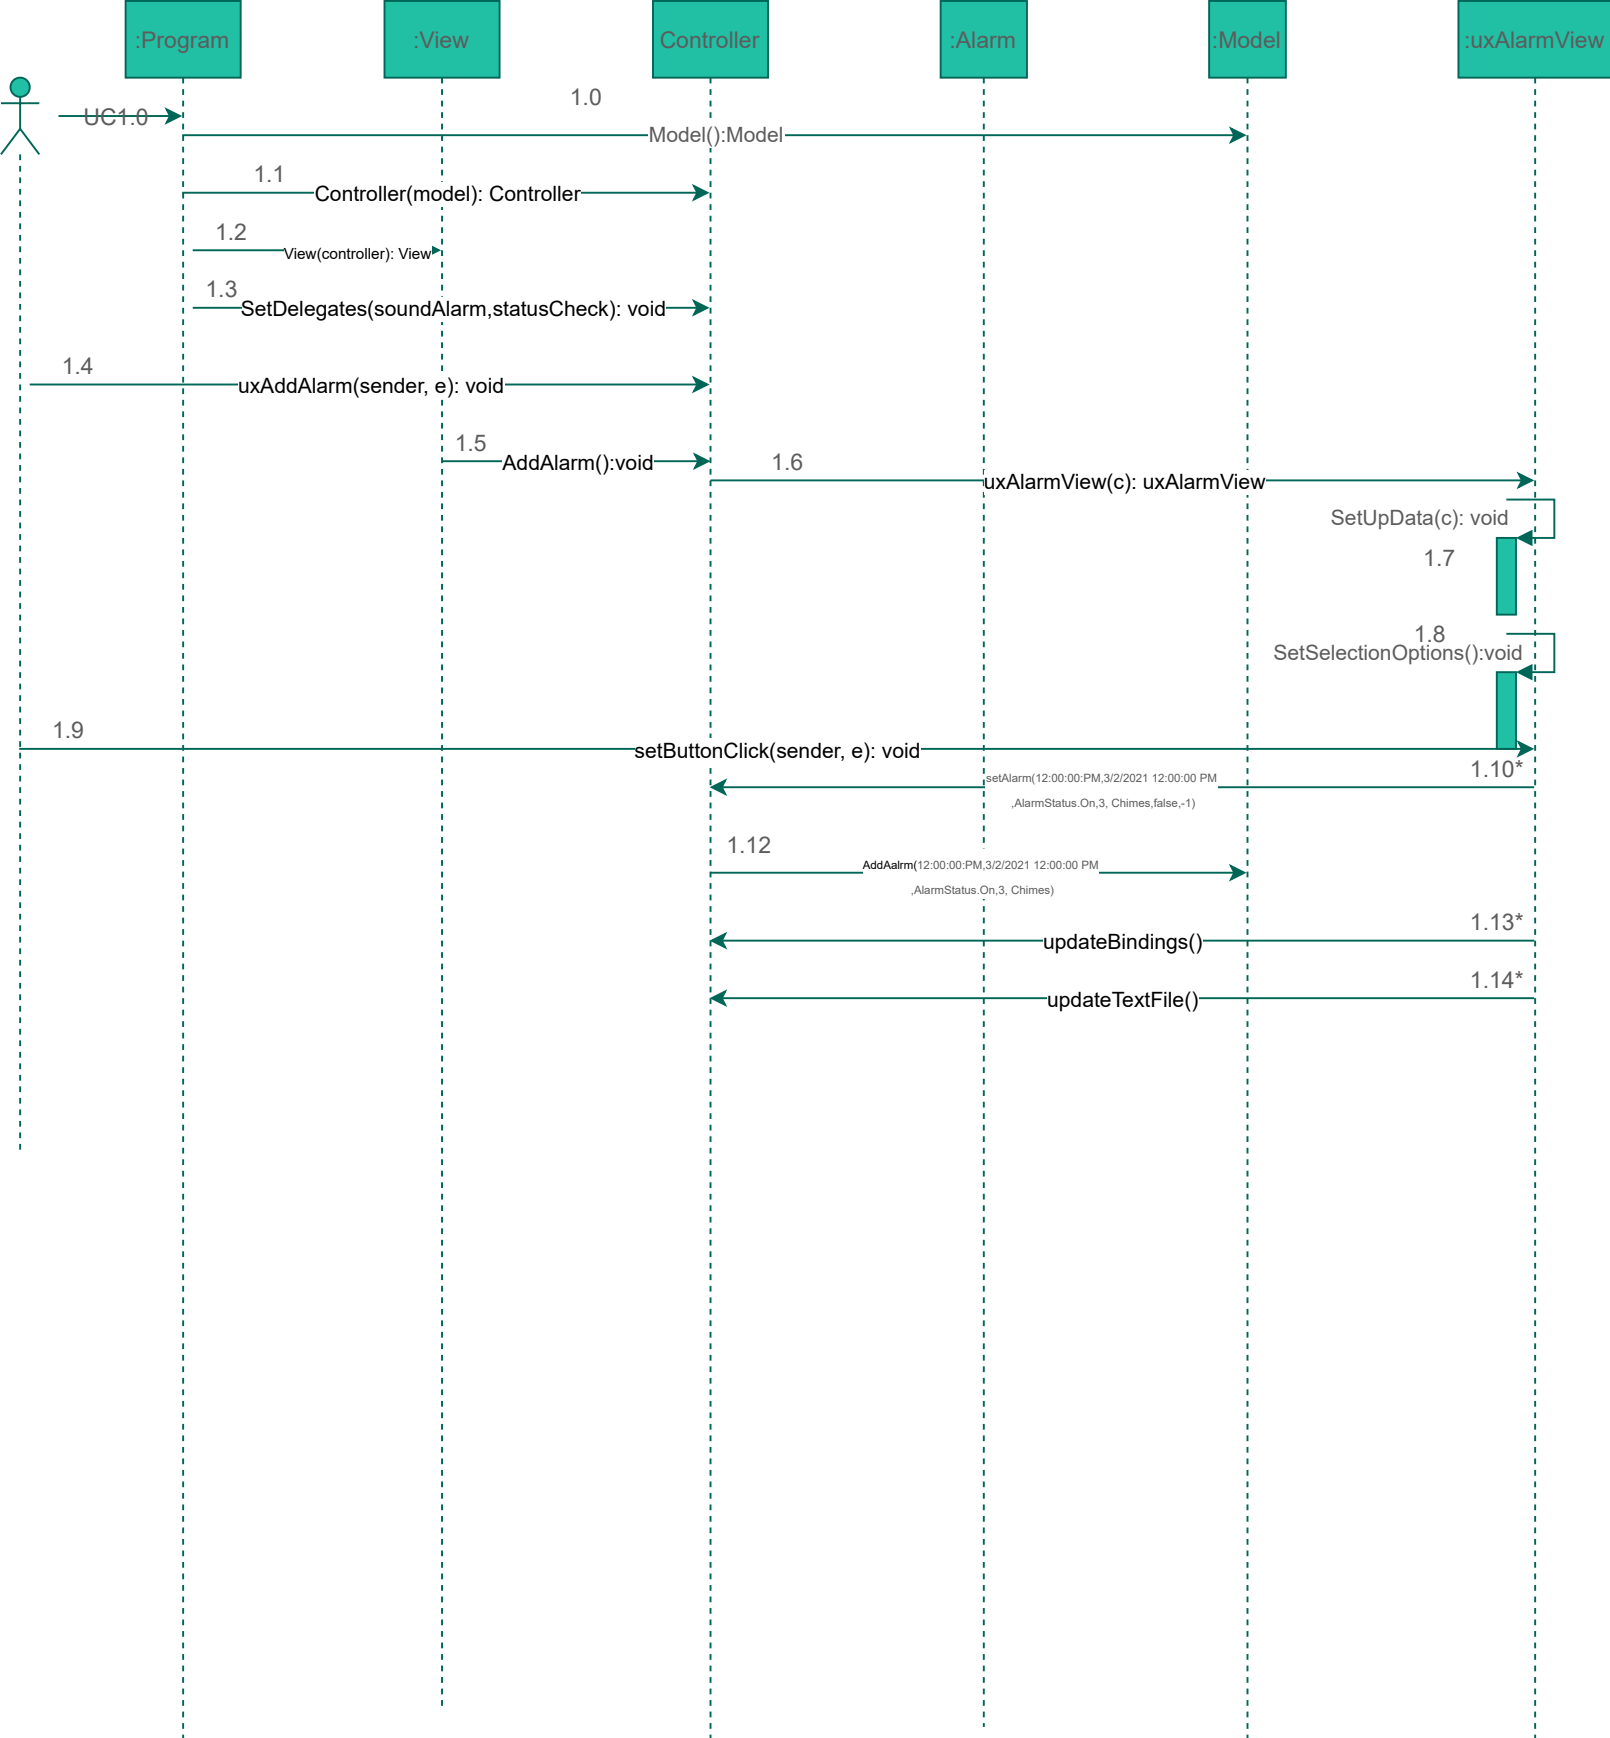 :Program
:View
Controller
:Alarm
:Model
:uxAlarmView
1.0
UC1.0
Model():Model
1.1
Controller(model): Controller
1.2
View(controller): View
1.3
SetDelegates(soundAlarm,statusCheck): void
1.4
uxAddAlarm(sender, e): void
1.5
AddAlarm():void
1.6
uxAlarmView(c): uxAlarmView
SetUpData(c): void
1.7
1.8
SetSelectionOptions():void
1.9
setButtonClick(sender, e): void
1.10*
setAlarm(12:00:00:PM,3/2/2021 12:00:00 PM
,AlarmStatus.On,3, Chimes,false,-1)
1.12
AddAalrm(12:00:00:PM,3/2/2021 12:00:00 PM
,AlarmStatus.On,3, Chimes)
1.13*
updateBindings()
1.14*
updateTextFile()